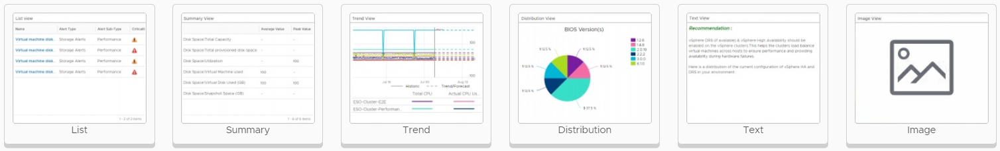 List view
Name Alert Type Alert Sub-Type Criticali
Virtual machine disk. Storage Alerts Performance
Virtual machine disk. Storage Alerts Performance
Virtual machine disk. Storage Alerts Performance
Virtual machine disk. Storage Alerts Performance
1 - 2 of 2 items
List
Summary View
Average Value Peak Value
Disk Space|Total Capacity - -
Disk Space|Total provisioned disk space - -
Disk Space|Utilization - 100
Disk Space|Virtual Machine used 100 -
Disk Space|Virtual Disk Used (GB) 100 100
Disk Space|Snapshot Space (GB) - -
1 - 6 of 6 items
Summary
Trend View
100
100
Jul 16 Jul 30 Aug 13
Historic Trend/Forecast
Total CPU Actual CPU Us...
ESO-Cluster-E2E
ESO-Cluster-Performan...
Trend
Distribution View
BIOS Version(s)
1.2.6
1.4.8
2.0.19
2.2.2
3.0.0
6.1.0
1 12.5 %
1 12.5 %
1 12.5 %
1 12.5 %
1 12.5 %
3 37.5 %
Distribution
Text View
Recommendation :
vSphere DRS (if available) & vSphere High Availability should be
enabled on the vSphere clusters.This helps the clusters load balance
virtual machines across hosts to ensure performance and providing
availability during hardware failures.
Here is a distribution of the current configuration of vSphere HA and
DRS in your environment:
Text
Image View
Image